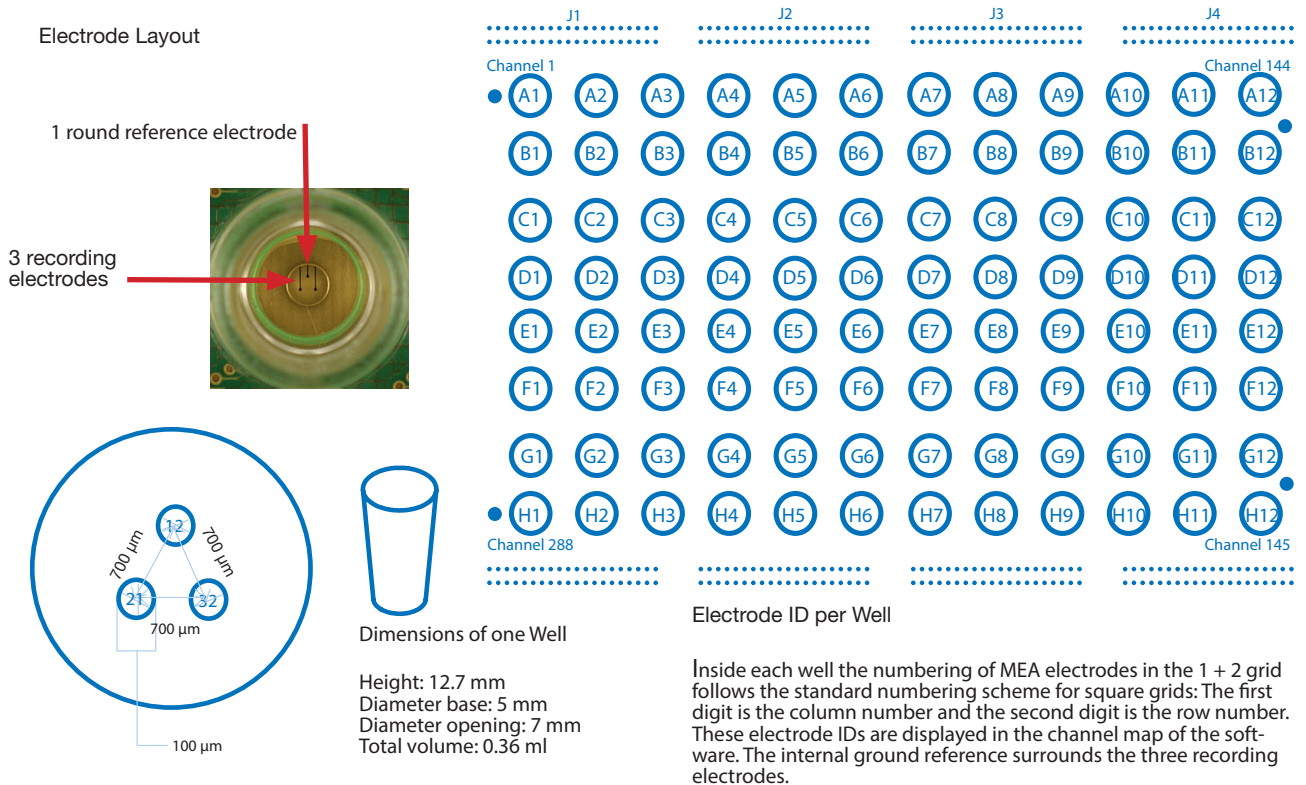 Electrode Layout
1 round reference electrode
3 recording
electrodes
J1 J2 J3 J4
Channel 1 Channel 144
A1 A2 A3 A4 A5 A6 A7 A8 A9 A10 A11 A12
B1 B2 B3 B4 B5 B6 B7 B8 B9 B10 B11 B12
C1 C2 C3 C4 C5 C6 C7 C8 C9 C10 C11 C12
D1 D2 D3 D4 D5 D6 D7 D8 D9 D10 D11 D12
E1 E2 E3 E4 E5 E6 E7 E8 E9 E10 E11 E12
F1 F2 F3 F4 F5 F6 F7 F8 F9 F10 F11 F12
G1 G2 G3 G4 G5 G6 G7 G8 G9 G10 G11 G12
H1 H2 H3 H4 H5 H6 H7 H8 H9 H10 H11 H12
Channel 288 Channel 145
12
700 µm 700 µm
21 32
700 µm
100 µm
Dimensions of one Well
Height: 12.7 mm
Diameter base: 5 mm
Diameter opening: 7 mm
Total volume: 0.36 ml
Electrode ID per Well
Inside each well the numbering of MEA electrodes in the 1 + 2 grid
follows the standard numbering scheme for square grids: The first
digit is the column number and the second digit is the row number.
These electrode IDs are displayed in the channel map of the soft-
ware. The internal ground reference surrounds the three recording
electrodes.